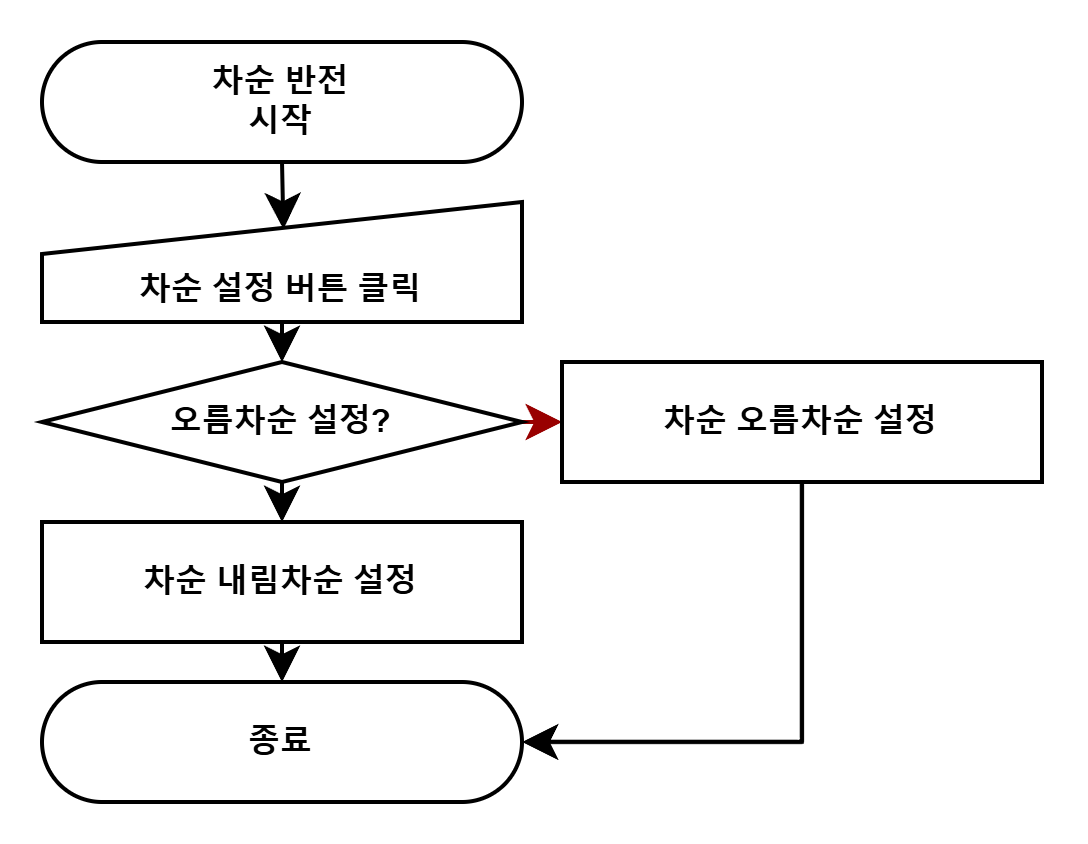 차순 반전
시작
차순 설정 버튼 클릭
오름차순 설정?
차순 오름차순 설정
차순 내림차순 설정
종료